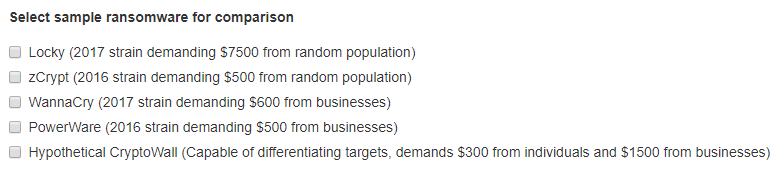 Select sample ransomware for comparison
Locky (2017 strain demanding $7500 from random population)
zCrypt (2016 strain demanding $500 from random population)
WannaCry (2017 strain demanding $600 from businesses)
PowerWare (2016 strain demanding $500 from businesses)
Hypothetical CryptoWall (Capable of differentiating targets, demands $300 from individuals and $1500 from businesses)